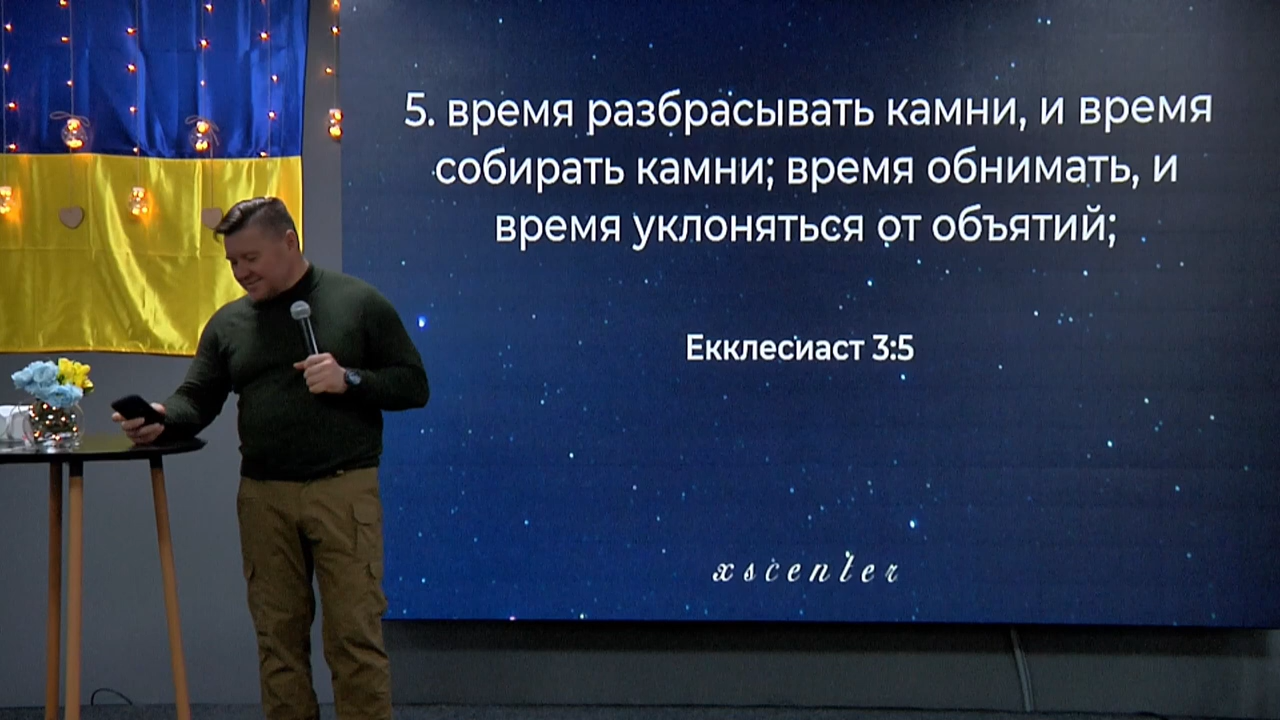 5. время разбрасывать камни, и время
собирать камни; время обнимать, и
время уклоняться от объятий;
Екклесиаст 3:5
xscenter